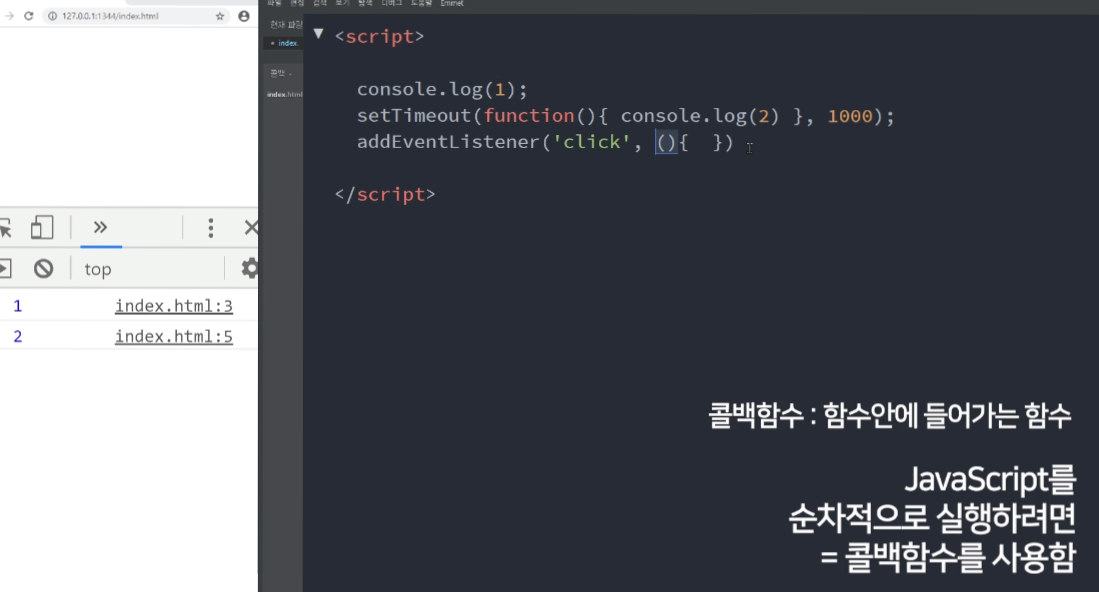 127.0.0.1:1344/index.html
파일 편집 검색 보기 탐색 디버그 도움말 Emmet
현재 파일
index.
콜백
index.html
<script>
console.log(1);
setTimeout(function(){ console.log(2) }, 1000);
addEventListener('click', (){  })
</script>
top
1 index.html:3
2 index.html:5
콜백함수 : 함수안에 들어가는 함수
JavaScript를
순차적으로 실행하려면
= 콜백함수를 사용함